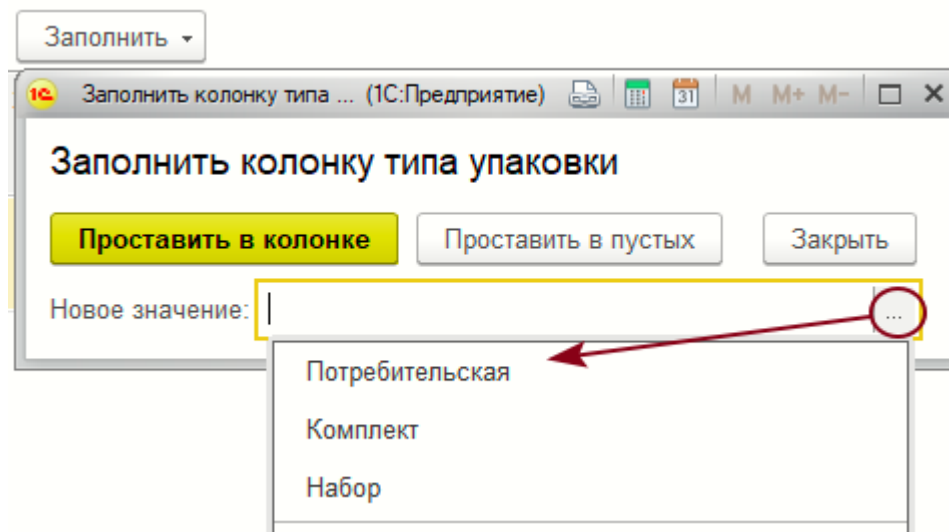 Заполнить
1С Заполнить колонку типа ... (1С:Предприятие) 31 M M+ M-
Заполнить колонку типа упаковки
Проставить в колонке Проставить в пустых Закрыть
Новое значение: ...
Потребительская
Комплект
Набор